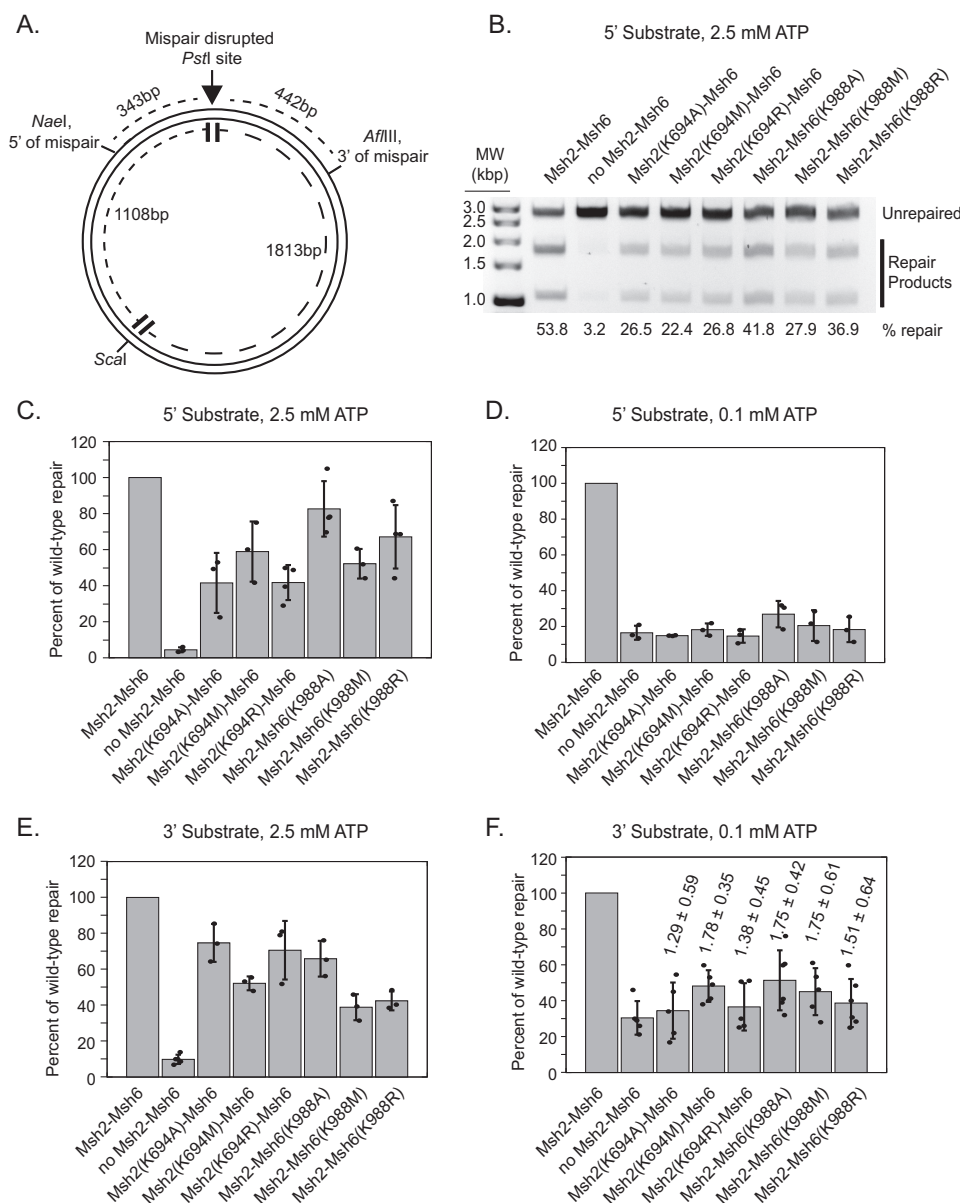 A.
Mispair disrupted
PstI site
343bp
442bp
NaeI,
5' of mispair
AflIII,
3' of mispair
1108bp
1813bp
ScaI
B.
5' Substrate, 2.5 mM ATP
MW
(kbp)
Msh2-Msh6
no Msh2-Msh6
Msh2(K694A)-Msh6
Msh2(K694M)-Msh6
Msh2(K694R)-Msh6
Msh2-Msh6(K988A)
Msh2-Msh6(K988M)
Msh2-Msh6(K988R)
3.0
2.5
2.0
1.5
1.0
Unrepaired
Repair
Products
53.8 3.2 26.5 22.4 26.8 41.8 27.9 36.9 % repair
C.
5' Substrate, 2.5 mM ATP
Percent of wild-type repair
120
100
80
60
40
20
0
Msh2-Msh6
no Msh2-Msh6
Msh2(K694A)-Msh6
Msh2(K694M)-Msh6
Msh2(K694R)-Msh6
Msh2-Msh6(K988A)
Msh2-Msh6(K988M)
Msh2-Msh6(K988R)
D.
5' Substrate, 0.1 mM ATP
Percent of wild-type repair
120
100
80
60
40
20
0
Msh2-Msh6
no Msh2-Msh6
Msh2(K694A)-Msh6
Msh2(K694M)-Msh6
Msh2(K694R)-Msh6
Msh2-Msh6(K988A)
Msh2-Msh6(K988M)
Msh2-Msh6(K988R)
E.
3' Substrate, 2.5 mM ATP
Percent of wild-type repair
120
100
80
60
40
20
0
Msh2-Msh6
no Msh2-Msh6
Msh2(K694A)-Msh6
Msh2(K694M)-Msh6
Msh2(K694R)-Msh6
Msh2-Msh6(K988A)
Msh2-Msh6(K988M)
Msh2-Msh6(K988R)
F.
3' Substrate, 0.1 mM ATP
Percent of wild-type repair
120
100
80
60
40
20
0
1.29 ± 0.59
1.78 ± 0.35
1.38 ± 0.45
1.75 ± 0.42
1.75 ± 0.61
1.51 ± 0.64
Msh2-Msh6
no Msh2-Msh6
Msh2(K694A)-Msh6
Msh2(K694M)-Msh6
Msh2(K694R)-Msh6
Msh2-Msh6(K988A)
Msh2-Msh6(K988M)
Msh2-Msh6(K988R)